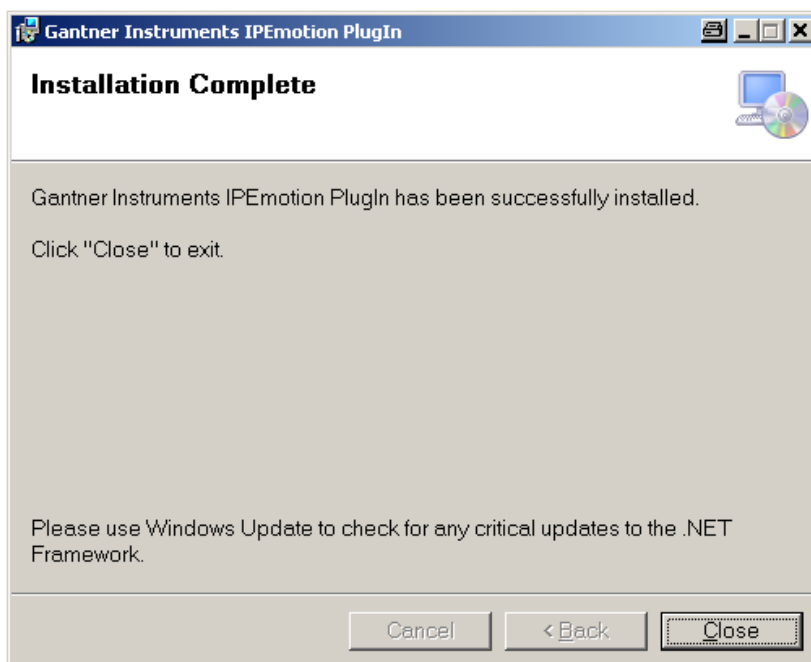 Gantner Instruments IPEmotion PlugIn
Installation Complete
Gantner Instruments IPEmotion PlugIn has been successfully installed.
Click "Close" to exit.
Please use Windows Update to check for any critical updates to the .NET
Framework.
Cancel
< Back
Close